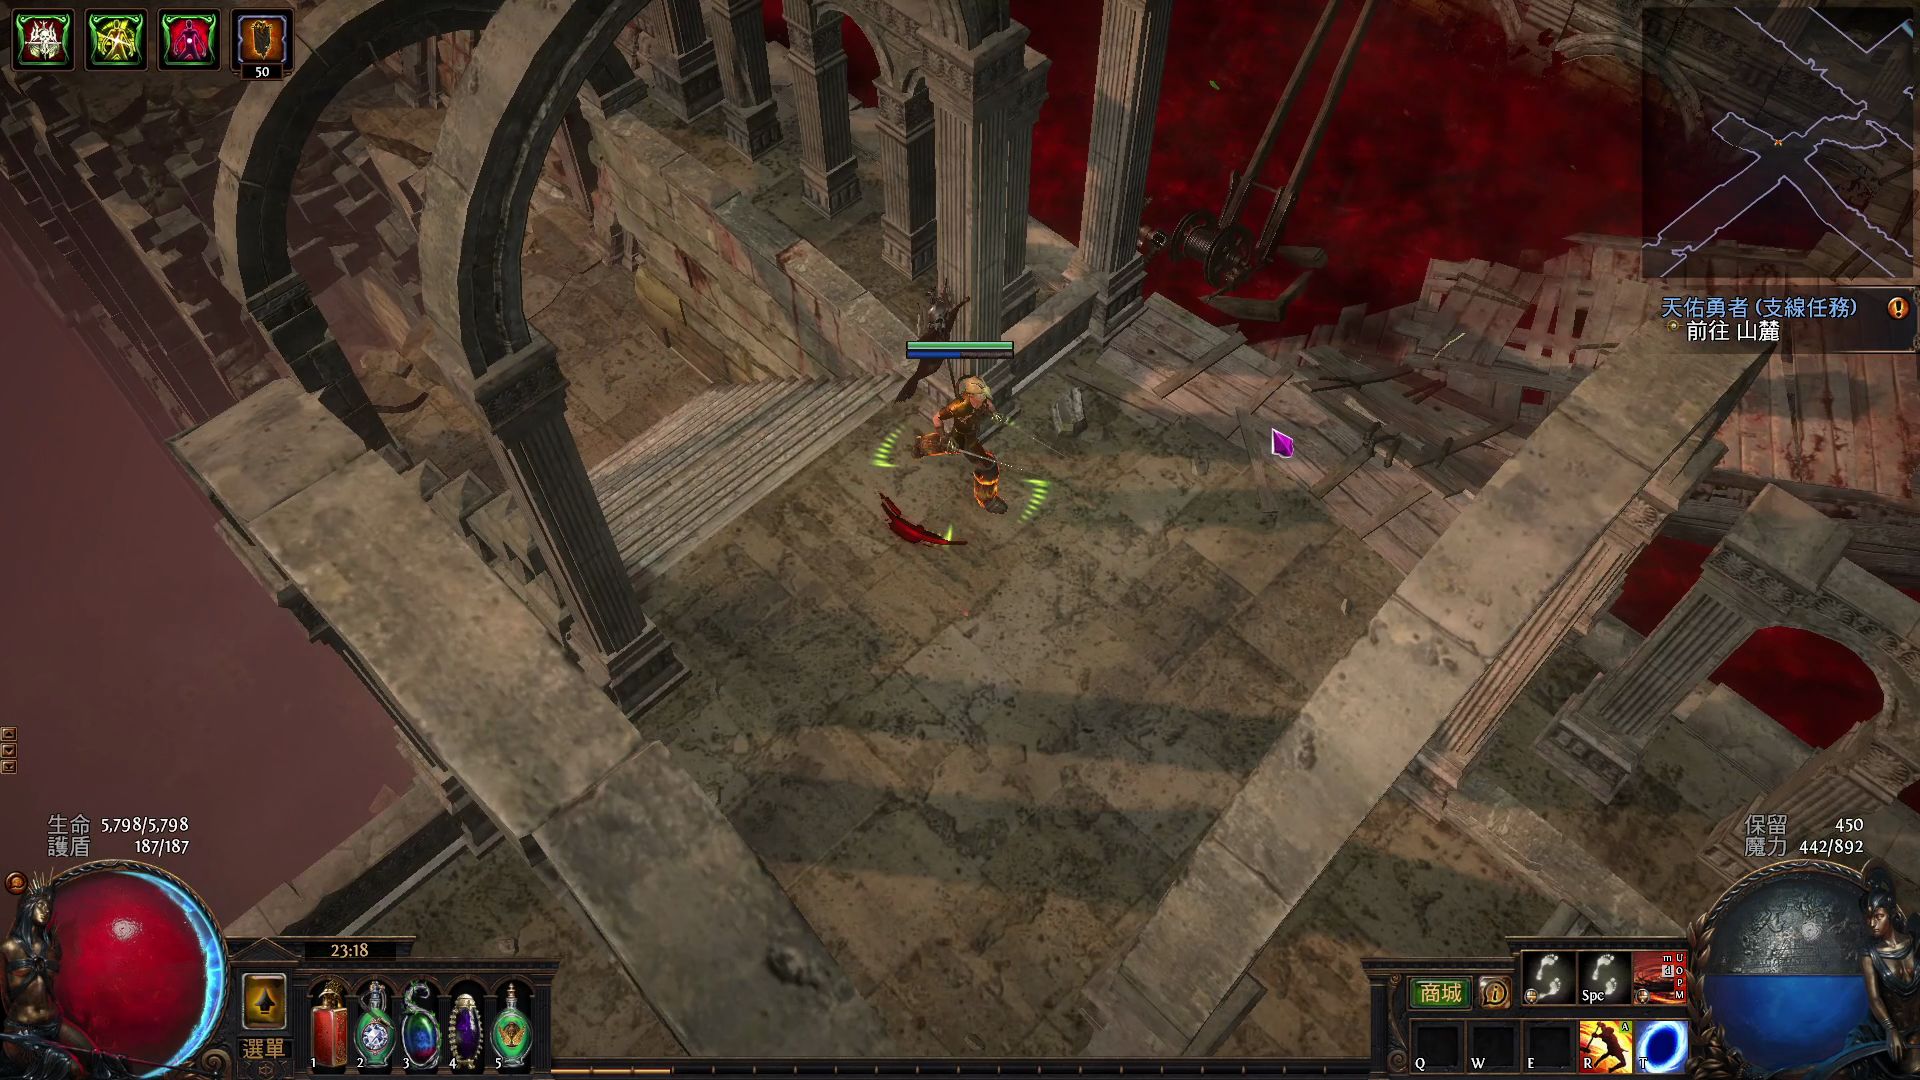 50
天佑勇者 (支線任務)
前往 山麓
生命 5,798/5,798
護盾 187/187
保留 450
魔力 442/892
23:18
選單
1
2
3
4
5
商城
Spc
m U
d O
P
M
Q
W
E
R
A
T